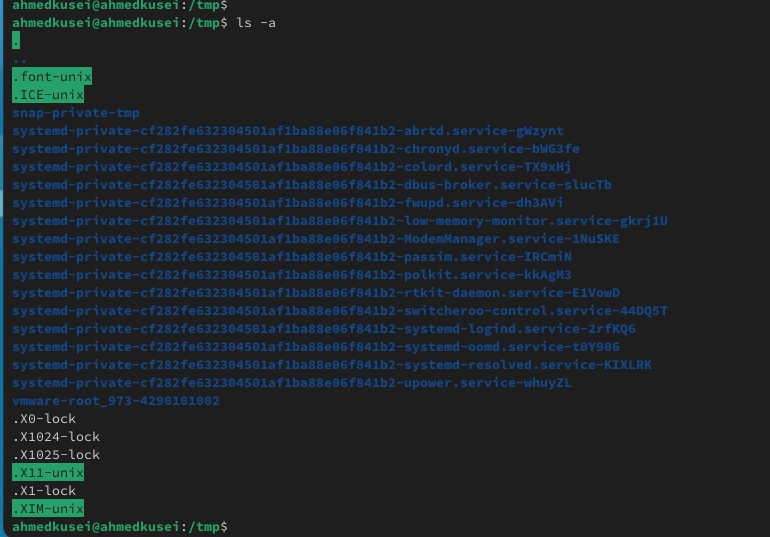 ahmedkusei@ahmedkusei:/tmp$
ahmedkusei@ahmedkusei:/tmp$ ls -a
.
..
.font-unix
.ICE-unix
snap-private-tmp
systemd-private-cf282fe632304501af1ba88e06f841b2-abrtd.service-gWzynt
systemd-private-cf282fe632304501af1ba88e06f841b2-chronyd.service-bWG3fe
systemd-private-cf282fe632304501af1ba88e06f841b2-colord.service-TX9xHj
systemd-private-cf282fe632304501af1ba88e06f841b2-dbus-broker.service-slucTb
systemd-private-cf282fe632304501af1ba88e06f841b2-fwupd.service-dh3AVi
systemd-private-cf282fe632304501af1ba88e06f841b2-low-memory-monitor.service-gkrj1U
systemd-private-cf282fe632304501af1ba88e06f841b2-ModemManager.service-1NuSKE
systemd-private-cf282fe632304501af1ba88e06f841b2-passim.service-IRCmiN
systemd-private-cf282fe632304501af1ba88e06f841b2-polkit.service-kkAgM3
systemd-private-cf282fe632304501af1ba88e06f841b2-rtkit-daemon.service-E1VowD
systemd-private-cf282fe632304501af1ba88e06f841b2-switcheroo-control.service-44DQ5T
systemd-private-cf282fe632304501af1ba88e06f841b2-systemd-logind.service-2rfKQ6
systemd-private-cf282fe632304501af1ba88e06f841b2-systemd-oomd.service-t0Y906
systemd-private-cf282fe632304501af1ba88e06f841b2-systemd-resolved.service-KIXLRK
systemd-private-cf282fe632304501af1ba88e06f841b2-upower.service-whuyZL
vmware-root_973-4290101002
.X0-lock
.X1024-lock
.X1025-lock
.X11-unix
.X1-lock
.XIM-unix
ahmedkusei@ahmedkusei:/tmp$